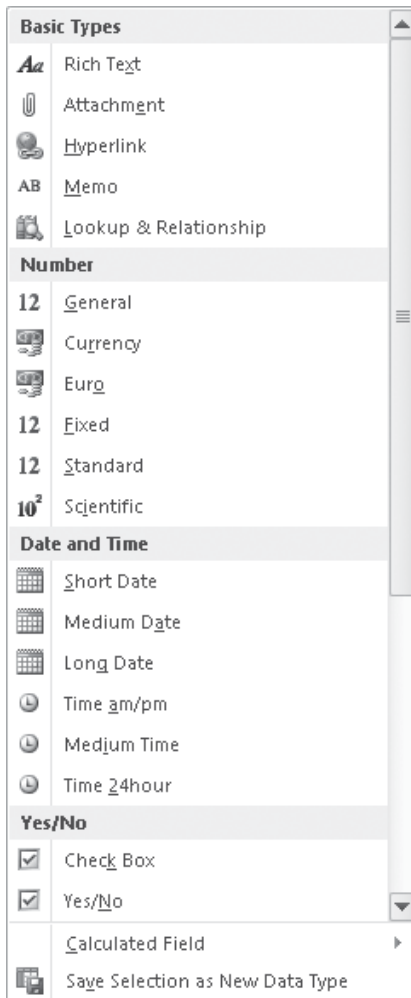 Basic Types
Aa Rich Text
Attachment
Hyperlink
AB Memo
Lookup & Relationship
Number
12 General
Currency
Euro
12 Fixed
12 Standard
10² Scientific
Date and Time
Short Date
Medium Date
Long Date
Time am/pm
Medium Time
Time 24hour
Yes/No
Check Box
Yes/No
Calculated Field
Save Selection as New Data Type